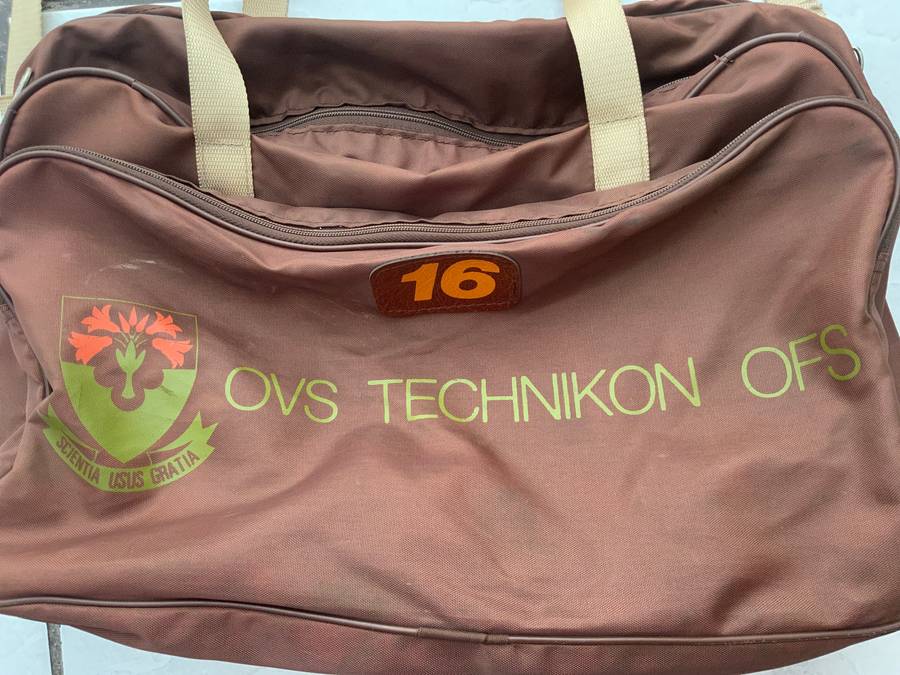 16
OVS TECHNIKON OFS
SCIENTIA USUS GRATIA